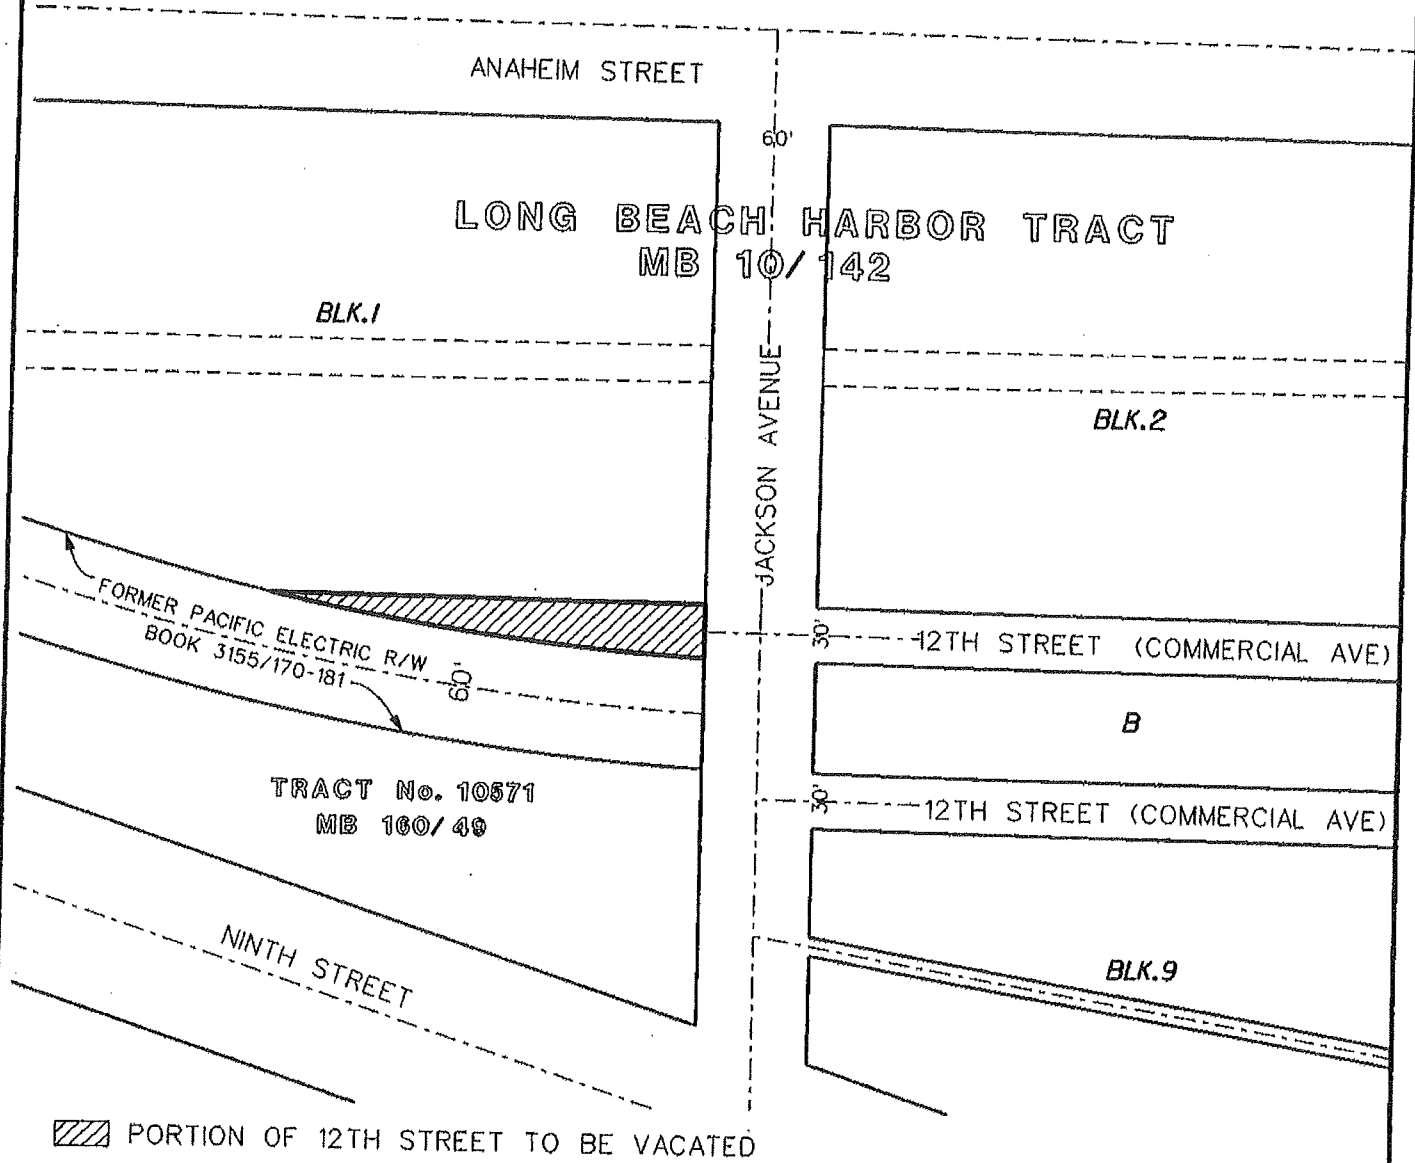 ANAHEIM STREET
60'
LONG BEACH HARBOR TRACT
MB 10/142
BLK.1
JACKSON AVENUE
BLK.2
FORMER PACIFIC ELECTRIC R/W
BOOK 3155/170-181
60'
30'
12TH STREET (COMMERCIAL AVE)
B
TRACT No. 10571
MB 160/49
30'
12TH STREET (COMMERCIAL AVE)
NINTH STREET
BLK.9
PORTION OF 12TH STREET TO BE VACATED